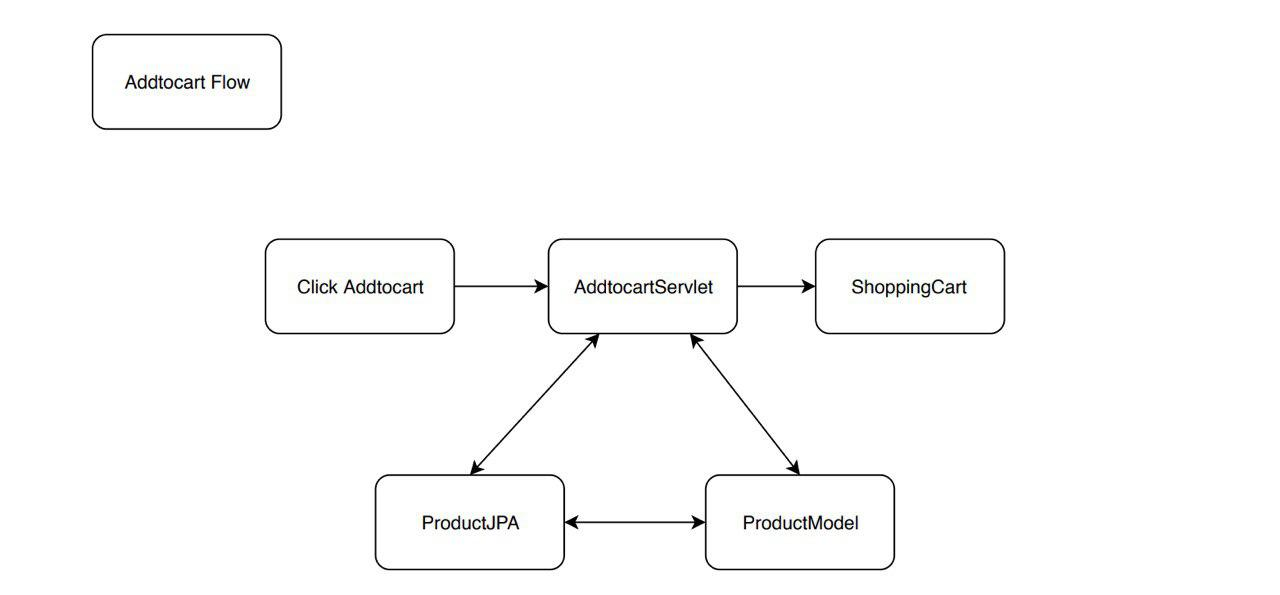 Addtocart Flow
Click Addtocart
AddtocartServlet
ShoppingCart
ProductJPA
ProductModel